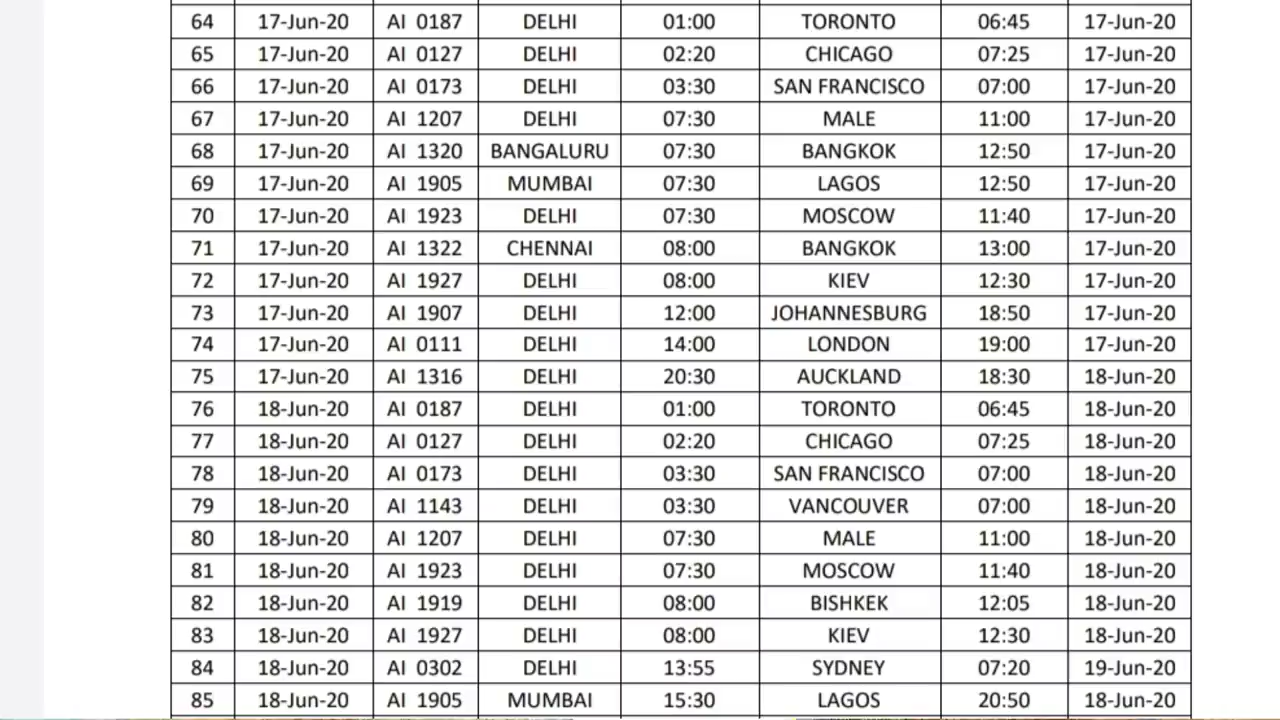 64 17-Jun-20 AI 0187 DELHI 01:00 TORONTO 06:45 17-Jun-20
65 17-Jun-20 AI 0127 DELHI 02:20 CHICAGO 07:25 17-Jun-20
66 17-Jun-20 AI 0173 DELHI 03:30 SAN FRANCISCO 07:00 17-Jun-20
67 17-Jun-20 AI 1207 DELHI 07:30 MALE 11:00 17-Jun-20
68 17-Jun-20 AI 1320 BANGALURU 07:30 BANGKOK 12:50 17-Jun-20
69 17-Jun-20 AI 1905 MUMBAI 07:30 LAGOS 12:50 17-Jun-20
70 17-Jun-20 AI 1923 DELHI 07:30 MOSCOW 11:40 17-Jun-20
71 17-Jun-20 AI 1322 CHENNAI 08:00 BANGKOK 13:00 17-Jun-20
72 17-Jun-20 AI 1927 DELHI 08:00 KIEV 12:30 17-Jun-20
73 17-Jun-20 AI 1907 DELHI 12:00 JOHANNESBURG 18:50 17-Jun-20
74 17-Jun-20 AI 0111 DELHI 14:00 LONDON 19:00 17-Jun-20
75 17-Jun-20 AI 1316 DELHI 20:30 AUCKLAND 18:30 18-Jun-20
76 18-Jun-20 AI 0187 DELHI 01:00 TORONTO 06:45 18-Jun-20
77 18-Jun-20 AI 0127 DELHI 02:20 CHICAGO 07:25 18-Jun-20
78 18-Jun-20 AI 0173 DELHI 03:30 SAN FRANCISCO 07:00 18-Jun-20
79 18-Jun-20 AI 1143 DELHI 03:30 VANCOUVER 07:00 18-Jun-20
80 18-Jun-20 AI 1207 DELHI 07:30 MALE 11:00 18-Jun-20
81 18-Jun-20 AI 1923 DELHI 07:30 MOSCOW 11:40 18-Jun-20
82 18-Jun-20 AI 1919 DELHI 08:00 BISHKEK 12:05 18-Jun-20
83 18-Jun-20 AI 1927 DELHI 08:00 KIEV 12:30 18-Jun-20
84 18-Jun-20 AI 0302 DELHI 13:55 SYDNEY 07:20 19-Jun-20
85 18-Jun-20 AI 1905 MUMBAI 15:30 LAGOS 20:50 18-Jun-20